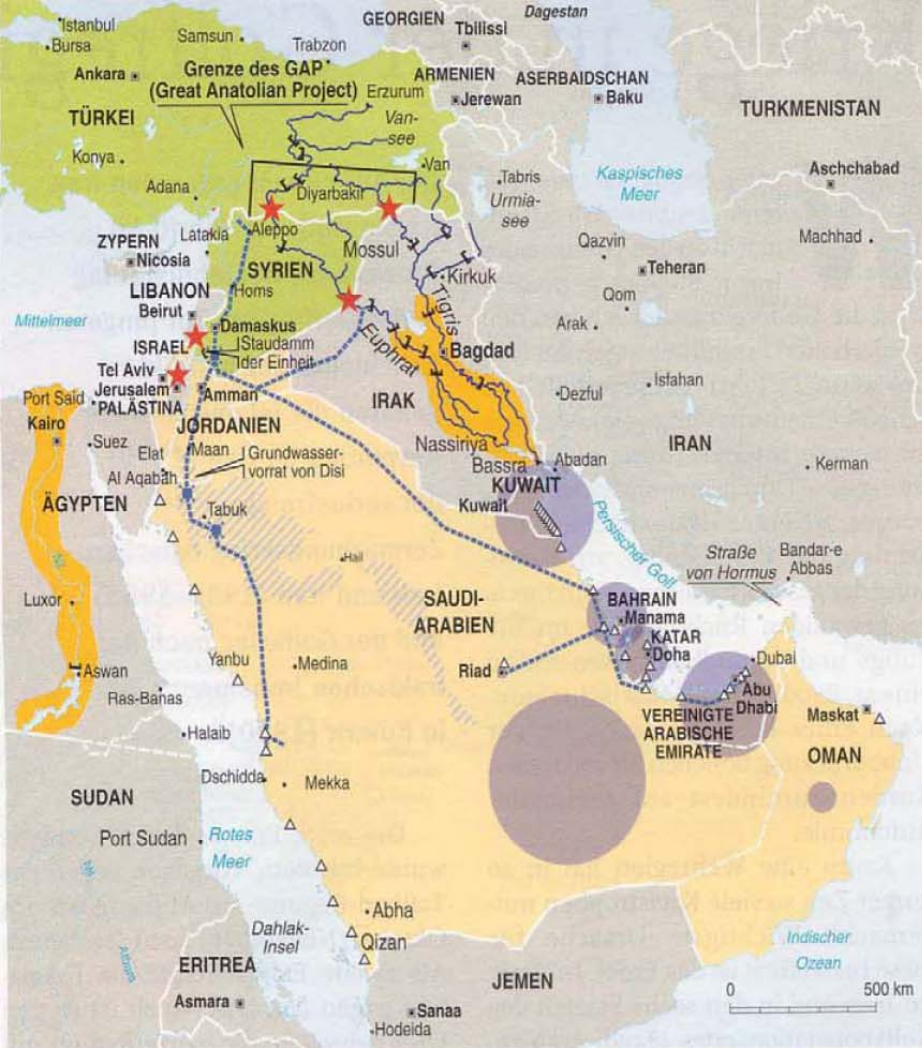 Istanbul
Bursa
Samsun
Trabzon
GEORGIEN
Tbilissi
Dagestan
Ankara
Grenze des GAP
(Great Anatolian Project)
Erzurum
ARMENIEN
Jerewan
ASERBAIDSCHAN
Baku
TURKMENISTAN
TÜRKEI
Van-
see
Konya
Van
Adana
Diyarbakir
Tabris
Urmia-
see
Kaspisches
Meer
Aschchabad
Aleppo
Latakia
ZYPERN
Nicosia
Mossul
SYRIEN
Qazvin
Machhad
Teheran
Kirkuk
LIBANON
Beirut
Homs
Qom
Mittelmeer
Damaskus
Tigris
Arak
ISRAEL
Staudamm
der Einheit
Euphrat
Bagdad
Tel Aviv
Jerusalem
Amman
PALÄSTINA
Port Said
Kairo
IRAK
Dezful
Isfahan
JORDANIEN
Suez
Elat
Maan
Grundwasser-
vorrat von Disi
Al Aqabah
Nassiriya
Bassra
Abadan
IRAN
Kerman
ÄGYPTEN
Tabuk
KUWAIT
Kuwait
Persischer Golf
Nil
Hail
Straße
von Hormus
Bandar-e
Abbas
Luxor
SAUDI-
ARABIEN
BAHRAIN
Manama
KATAR
Doha
Yanbu
Medina
Riad
Dubai
Aswan
Ras-Banas
Abu
Dhabi
VEREINIGTE
ARABISCHE
EMIRATE
Maskat
Halaib
OMAN
Dschidda
Mekka
SUDAN
Port Sudan
Rotes
Meer
Nil
Abha
Dahlak-
Insel
Qizan
Atbara
ERITREA
JEMEN
Indischer
Ozean
Asmara
Sanaa
Hodeida
0
500 km